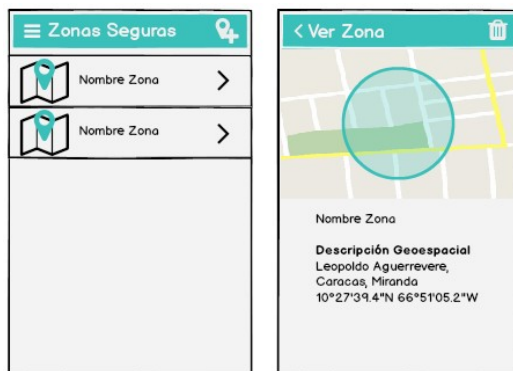 Zonas Seguras
Nombre Zona
Nombre Zona
Ver Zona
Nombre Zona
Descripción Geoespacial
Leopoldo Aguerrevere,
Caracas, Miranda
10°27'39.4"N 66°51'05.2"W